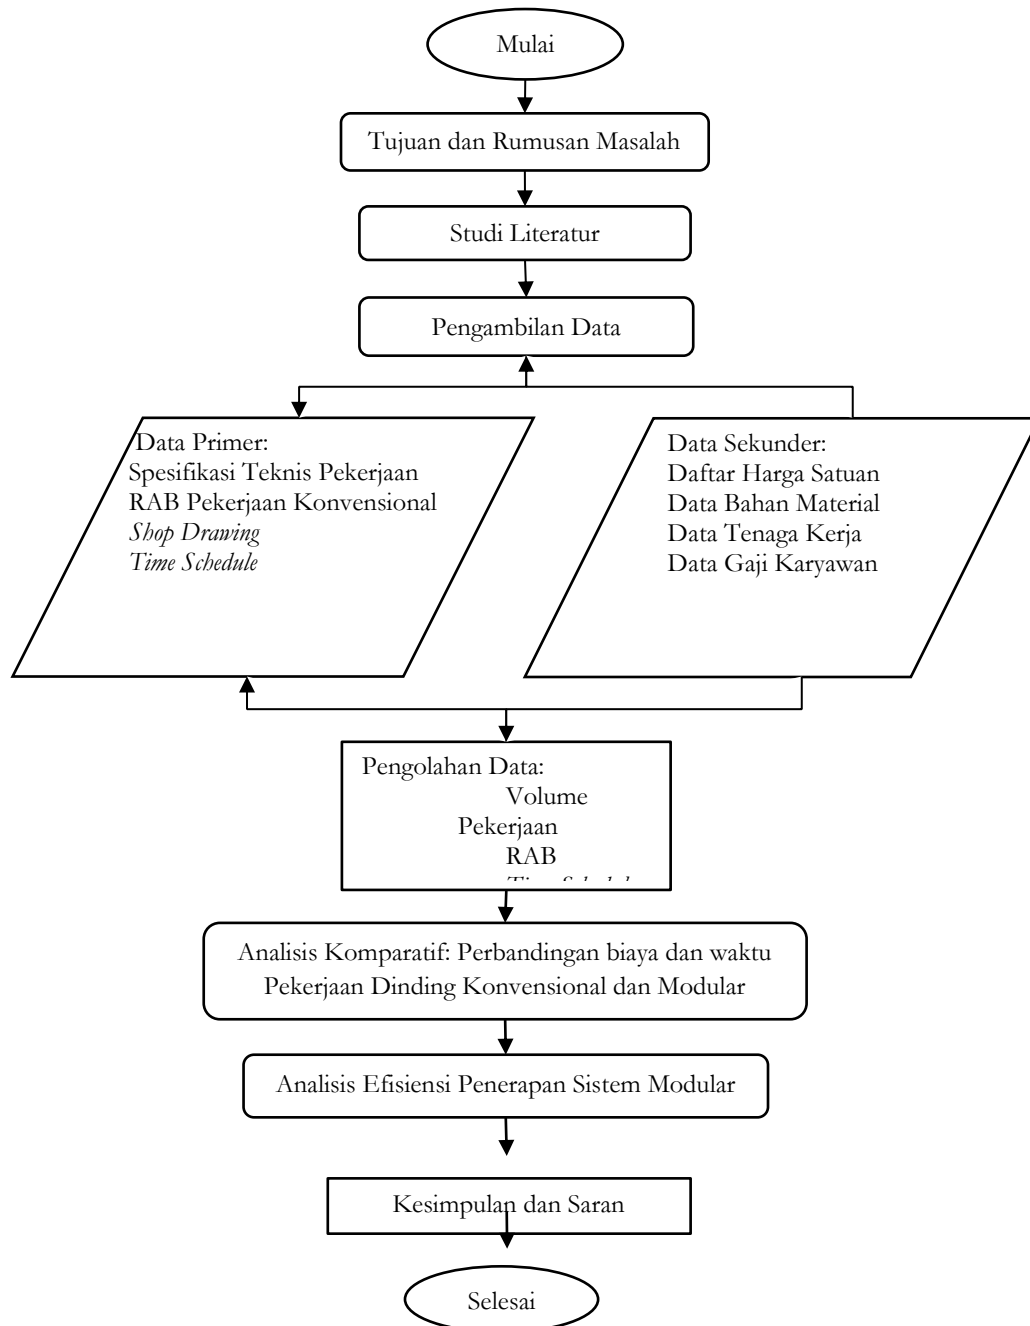 Mulai
Tujuan dan Rumusan Masalah
Studi Literatur
Pengambilan Data
Data Primer:
Spesifikasi Teknis Pekerjaan
RAB Pekerjaan Konvensional
Shop Drawing
Time Schedule
Data Sekunder:
Daftar Harga Satuan
Data Bahan Material
Data Tenaga Kerja
Data Gaji Karyawan
Pengolahan Data:
Volume
Pekerjaan
RAB
Analisis Komparatif: Perbandingan biaya dan waktu
Pekerjaan Dinding Konvensional dan Modular
Analisis Efisiensi Penerapan Sistem Modular
Kesimpulan dan Saran
Selesai